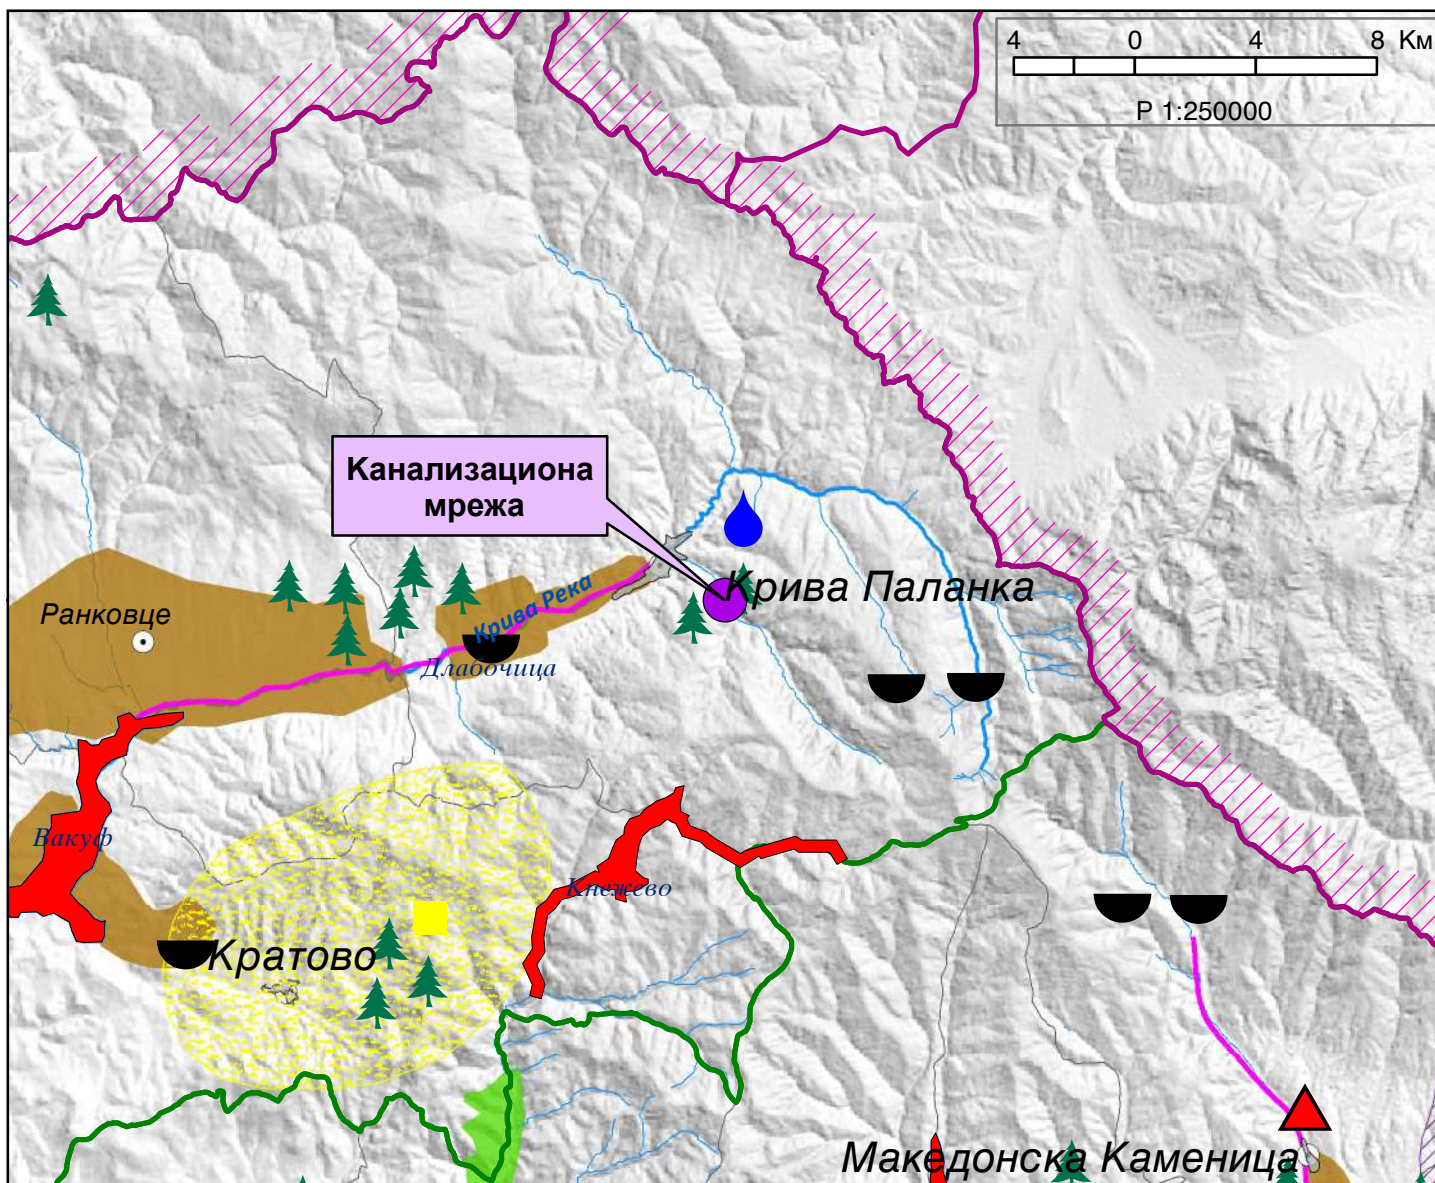 4 0 4 8 Км
Р 1:250000
Канализациона
мрежа
Крива Паланка
Крива Река
Ранковце
Длабочица
Вакуф
Кнежево
Кратово
Македонска Каменица